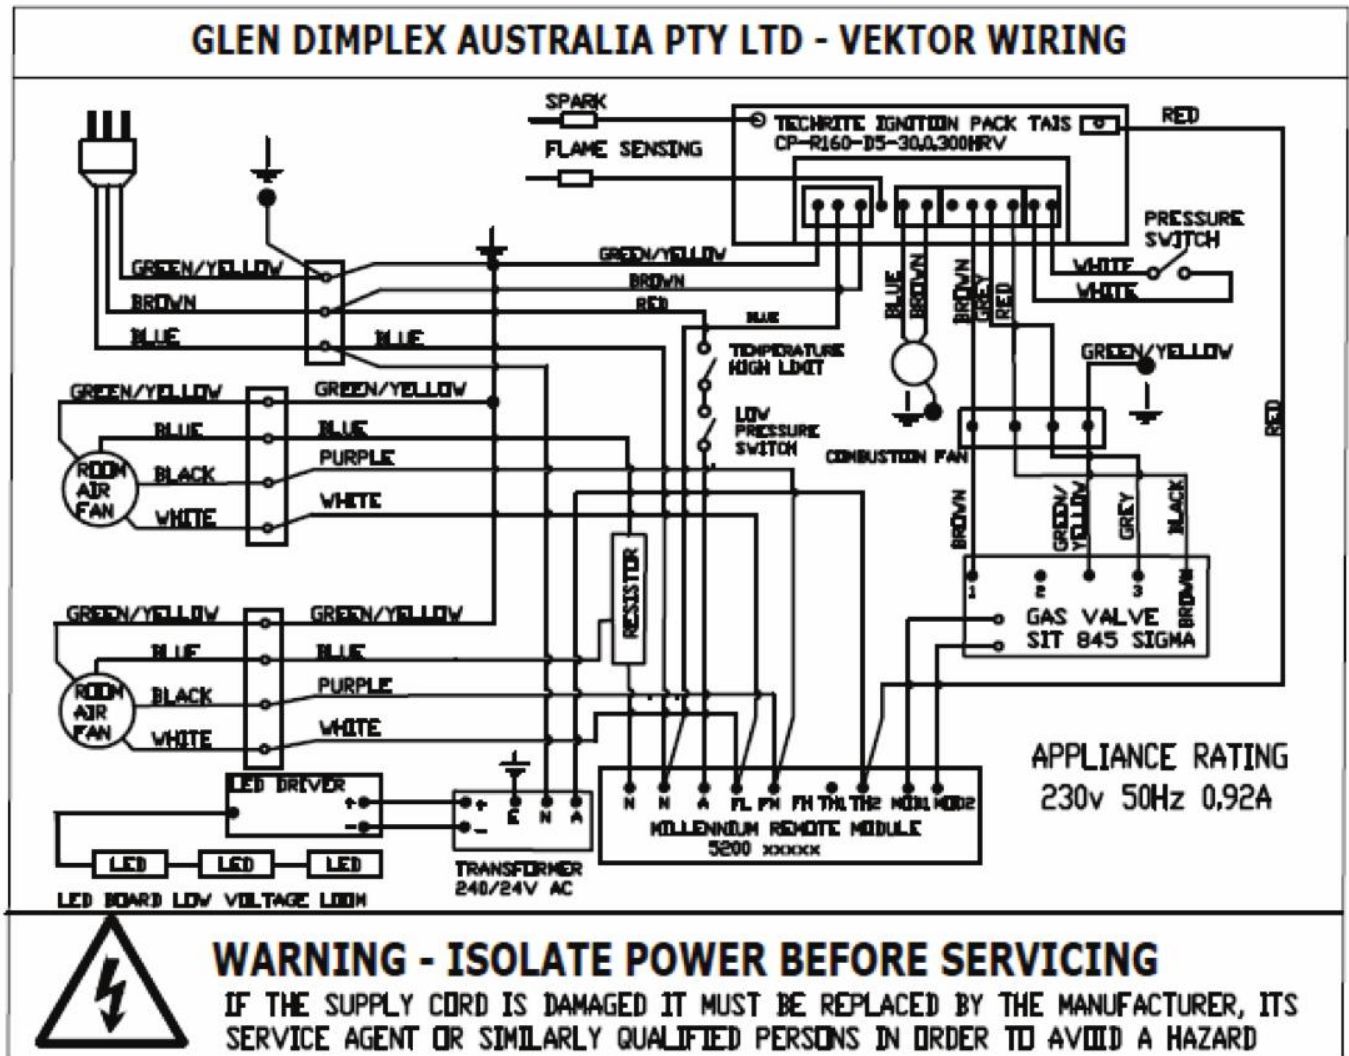 GLEN DIMPLEX AUSTRALIA PTY LTD - VEKTOR WIRING
SPARK
TECHRITE IGNITION PACK TAIS
CP-R160-D5-30.0.300HRV
RED
FLAME SENSING
PRESSURE
SWITCH
GREEN/YELLOW
GREEN/YELLOW
WHITE
WHITE
BROWN
BROWN
RED
BLUE
BLUE
BLUE
BLUE
BROWN
BROWN
GREY
RED
TEMPERATURE
HIGH LIMIT
GREEN/YELLOW
GREEN/YELLOW
GREEN/YELLOW
LOW
PRESSURE
SWITCH
RED
BLUE
BLUE
COMBUSTION FAN
ROOM
AIR
FAN
BLACK
PURPLE
WHITE
WHITE
BROWN
GREEN/
YELLOW
GREY
BLACK
RESISTOR
1
2
3
BROWN
GAS VALVE
SIT 845 SIGMA
GREEN/YELLOW
GREEN/YELLOW
BLUE
BLUE
ROOM
AIR
FAN
BLACK
PURPLE
WHITE
WHITE
APPLIANCE RATING
230v 50Hz 0,92A
LED DRIVER
+
-
+
-
E
N
A
N
N
A
FL
FM
FH
TH1
TH2
MOD1
MOD2
MILLENNIUM REMOTE MODULE
5200 xxxxx
LED
LED
LED
TRANSFORMER
240/24V AC
LED BOARD LOW VOLTAGE LOOM
WARNING - ISOLATE POWER BEFORE SERVICING
IF THE SUPPLY CORD IS DAMAGED IT MUST BE REPLACED BY THE MANUFACTURER, ITS
SERVICE AGENT OR SIMILARLY QUALIFIED PERSONS IN ORDER TO AVOID A HAZARD